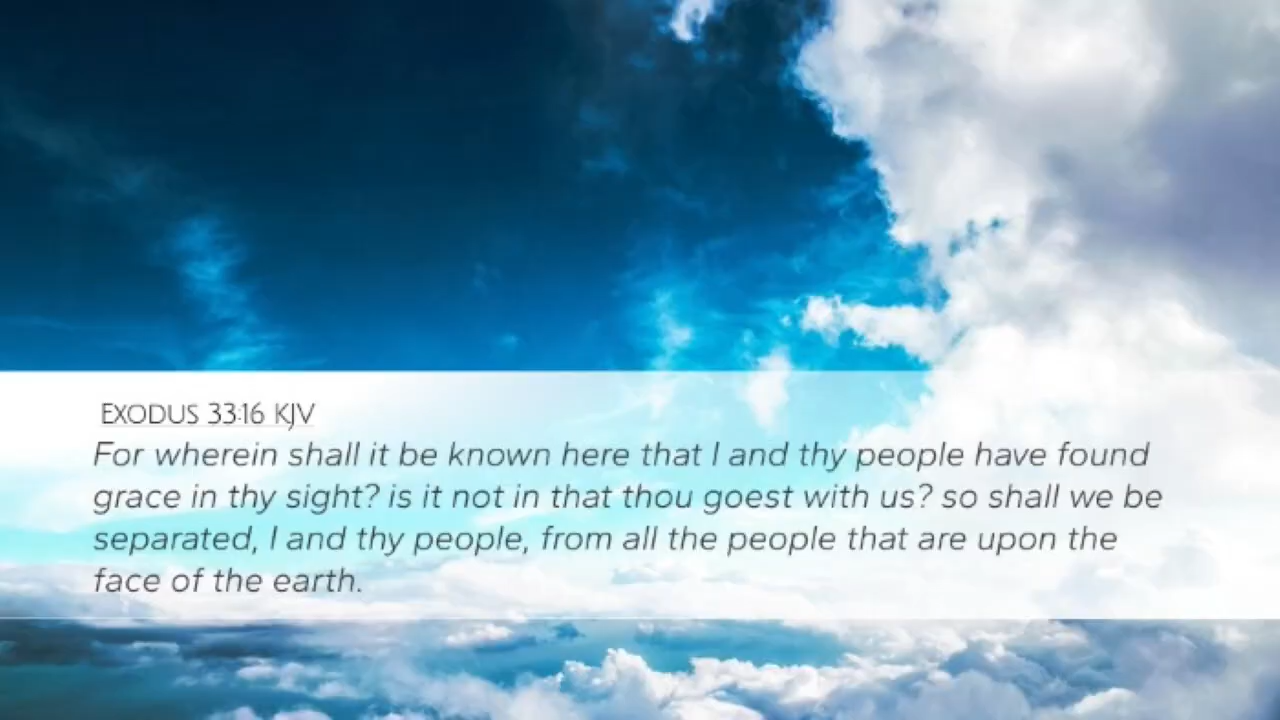 EXODUS 33:16 KJV
For wherein shall it be known here that I and thy people have found
grace in thy sight? is it not in that thou goest with us? so shall we be
separated, I and thy people, from all the people that are upon the
face of the earth.